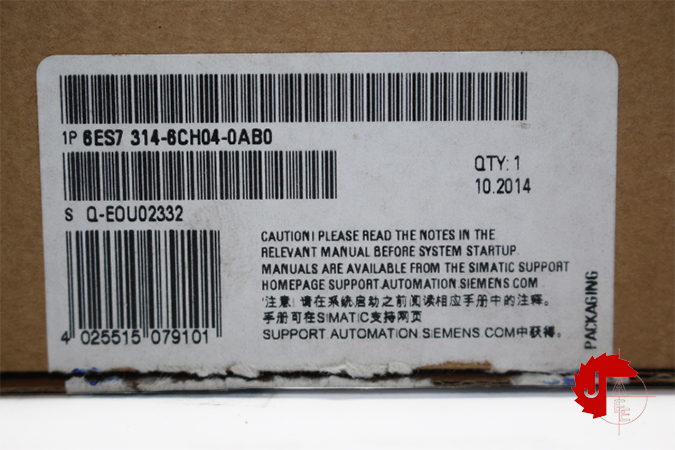 1P 6ES7 314-6CH04-0AB0
QTY: 1
10.2014
S Q-E0U02332
CAUTION! PLEASE READ THE NOTES IN THE
RELEVANT MANUAL BEFORE SYSTEM STARTUP.
MANUALS ARE AVAILABLE FROM THE SIMATIC SUPPORT
HOMEPAGE SUPPORT.AUTOMATION.SIEMENS.COM.
注意! 请在系统启动之前阅读相应手册中的注释。
手册可在SIMATIC支持网页
SUPPORT AUTOMATION SIEMENS COM中获得。
4 025515 079101
PACKAGING
J